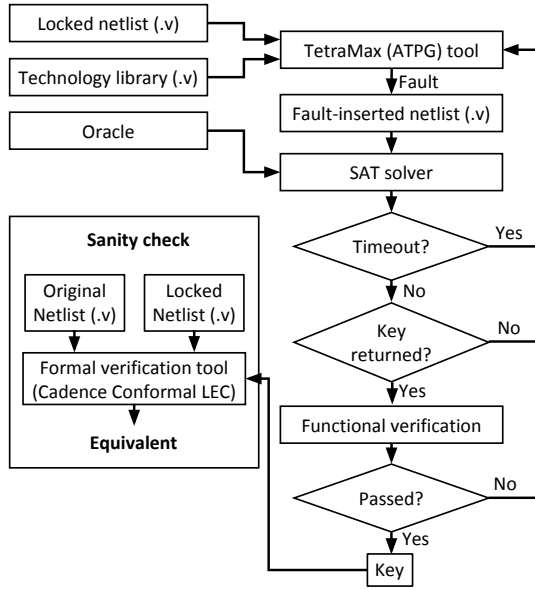 Locked netlist (.v)
Technology library (.v)
Oracle
TetraMax (ATPG) tool
Fault
Fault-inserted netlist (.v)
SAT solver
Timeout?
Yes
No
Key
returned?
No
Yes
Functional verification
Passed?
No
Yes
Key
Sanity check
Original
Netlist (.v)
Locked
Netlist (.v)
Formal verification tool
(Cadence Conformal LEC)
Equivalent